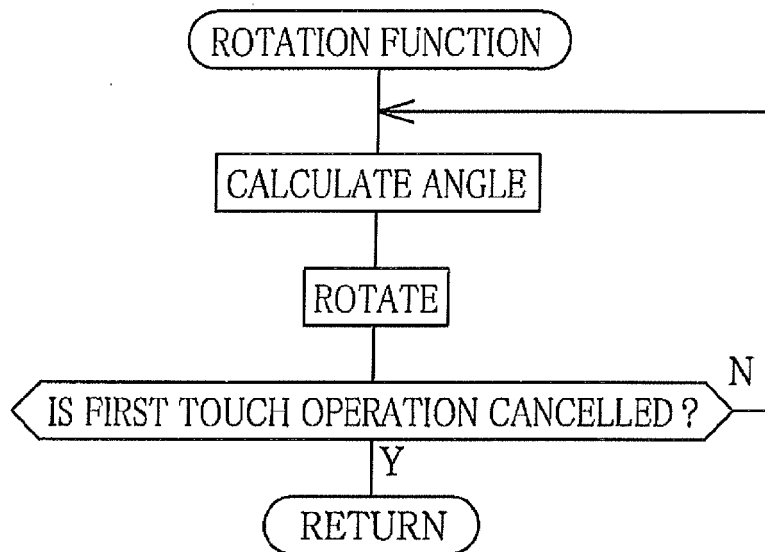 ROTATION FUNCTION
CALCULATE ANGLE
ROTATE
IS FIRST TOUCH OPERATION CANCELLED ?
N
Y
RETURN